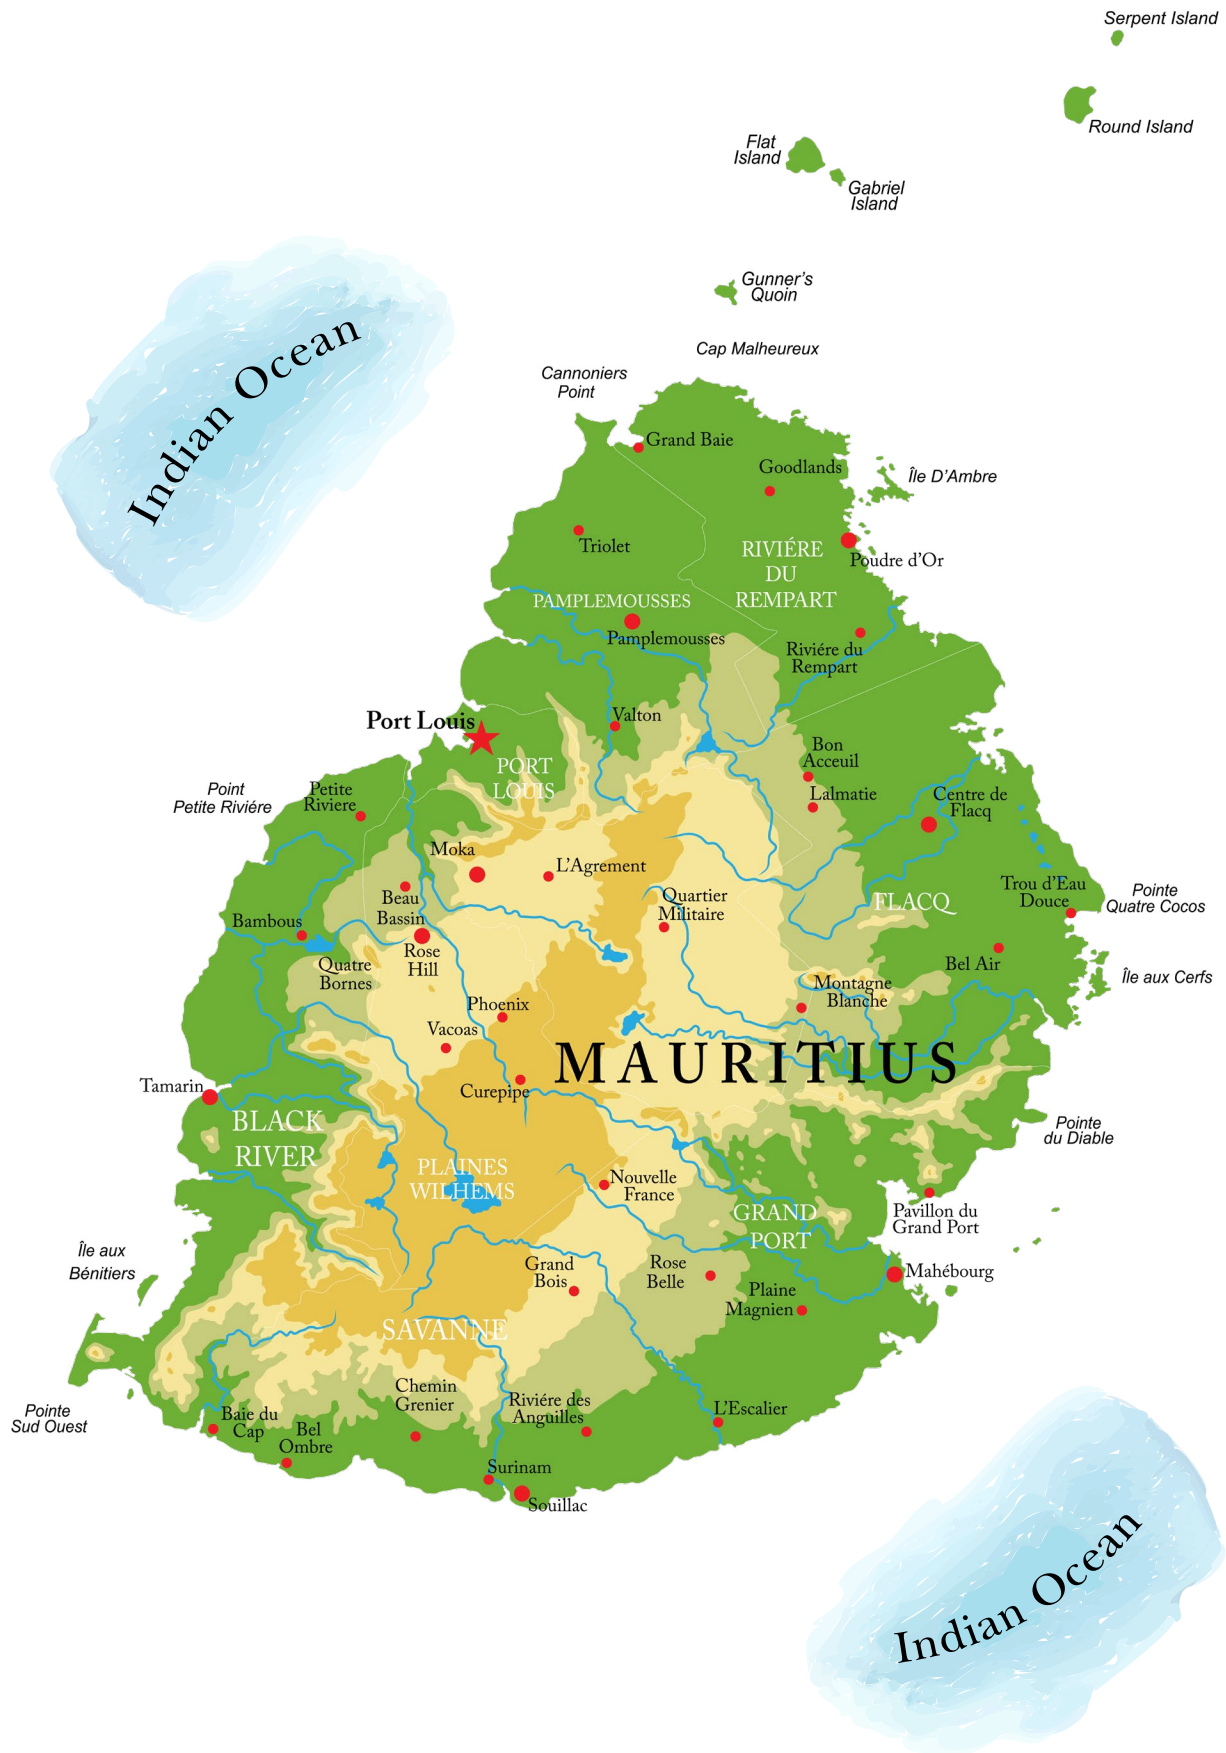 Serpent Island
Round Island
Flat
Island
Gabriel
Island
Gunner's
Quoin
Indian Ocean
Cap Malheureux
Cannoniers
Point
Grand Baie
Goodlands
Île D'Ambre
Triolet
RIVIÉRE
DU
REMPART
Poudre d'Or
PAMPLEMOUSSES
Pamplemousses
Riviére du
Rempart
Valton
Port Louis
PORT
LOUIS
Bon
Acceuil
Lalmatie
Centre de
Flacq
Point
Petite Riviére
Petite
Riviere
Moka
L'Agrement
Beau
Bassin
Quartier
Militaire
FLACQ
Trou d'Eau
Douce
Pointe
Quatre Cocos
Bambous
Rose
Hill
Quatre
Bornes
Bel Air
Île aux Cerfs
Montagne
Blanche
Phoenix
Vacoas
MAURITIUS
Curepipe
Tamarin
BLACK
RIVER
Pointe
du Diable
PLAINES
WILHEMS
Nouvelle
France
GRAND
PORT
Pavillon du
Grand Port
Île aux
Bénitiers
Grand
Bois
Rose
Belle
Mahébourg
Plaine
Magnien
SAVANNE
Chemin
Grenier
Riviére des
Anguilles
L'Escalier
Pointe
Sud Ouest
Baie du
Cap
Bel
Ombre
Surinam
Souillac
Indian Ocean